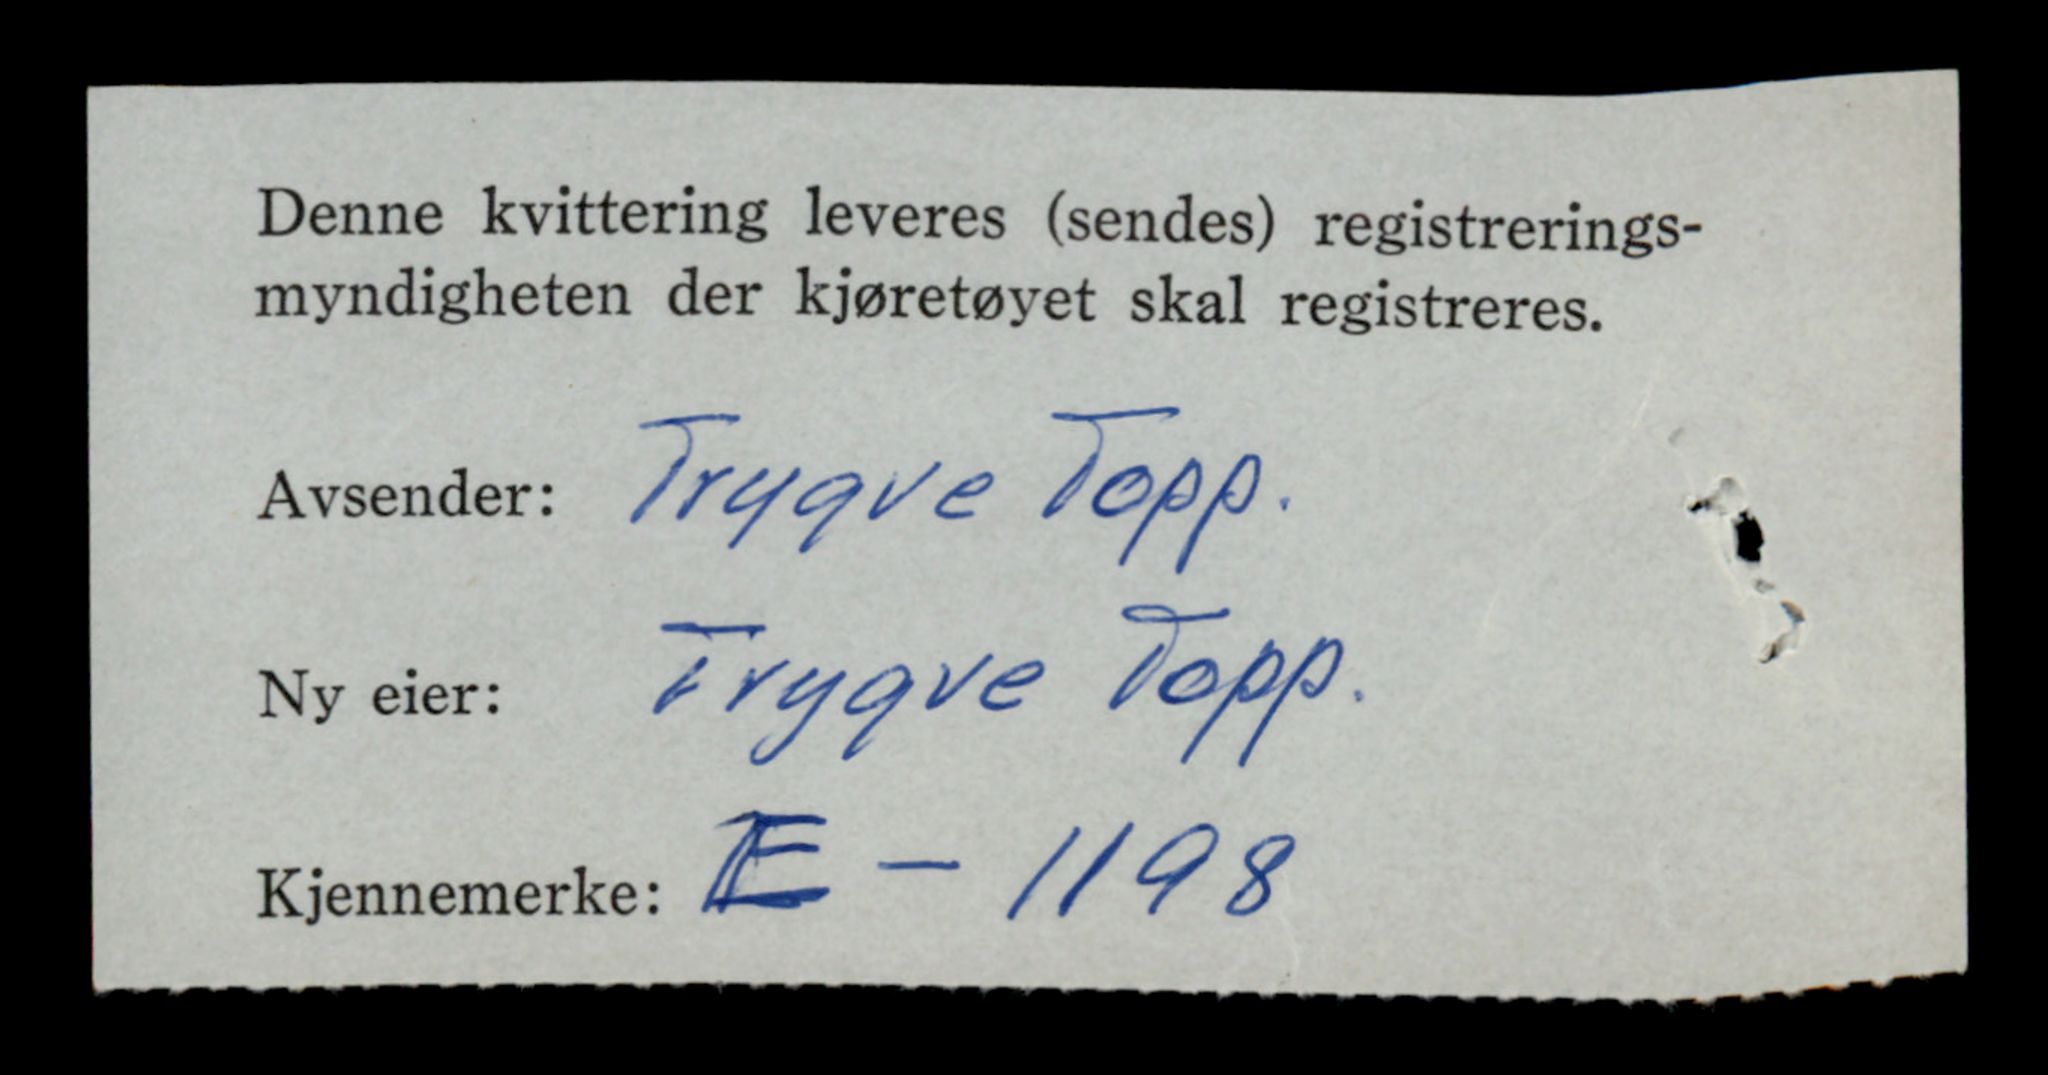 Denne kvittering leveres (sendes) registrerings-
myndigheten der kjøretøyet skal registreres.
Avsender: Trygve Topp.
Ny eier: Trygve Topp.
Kjennemerke: E - 1198